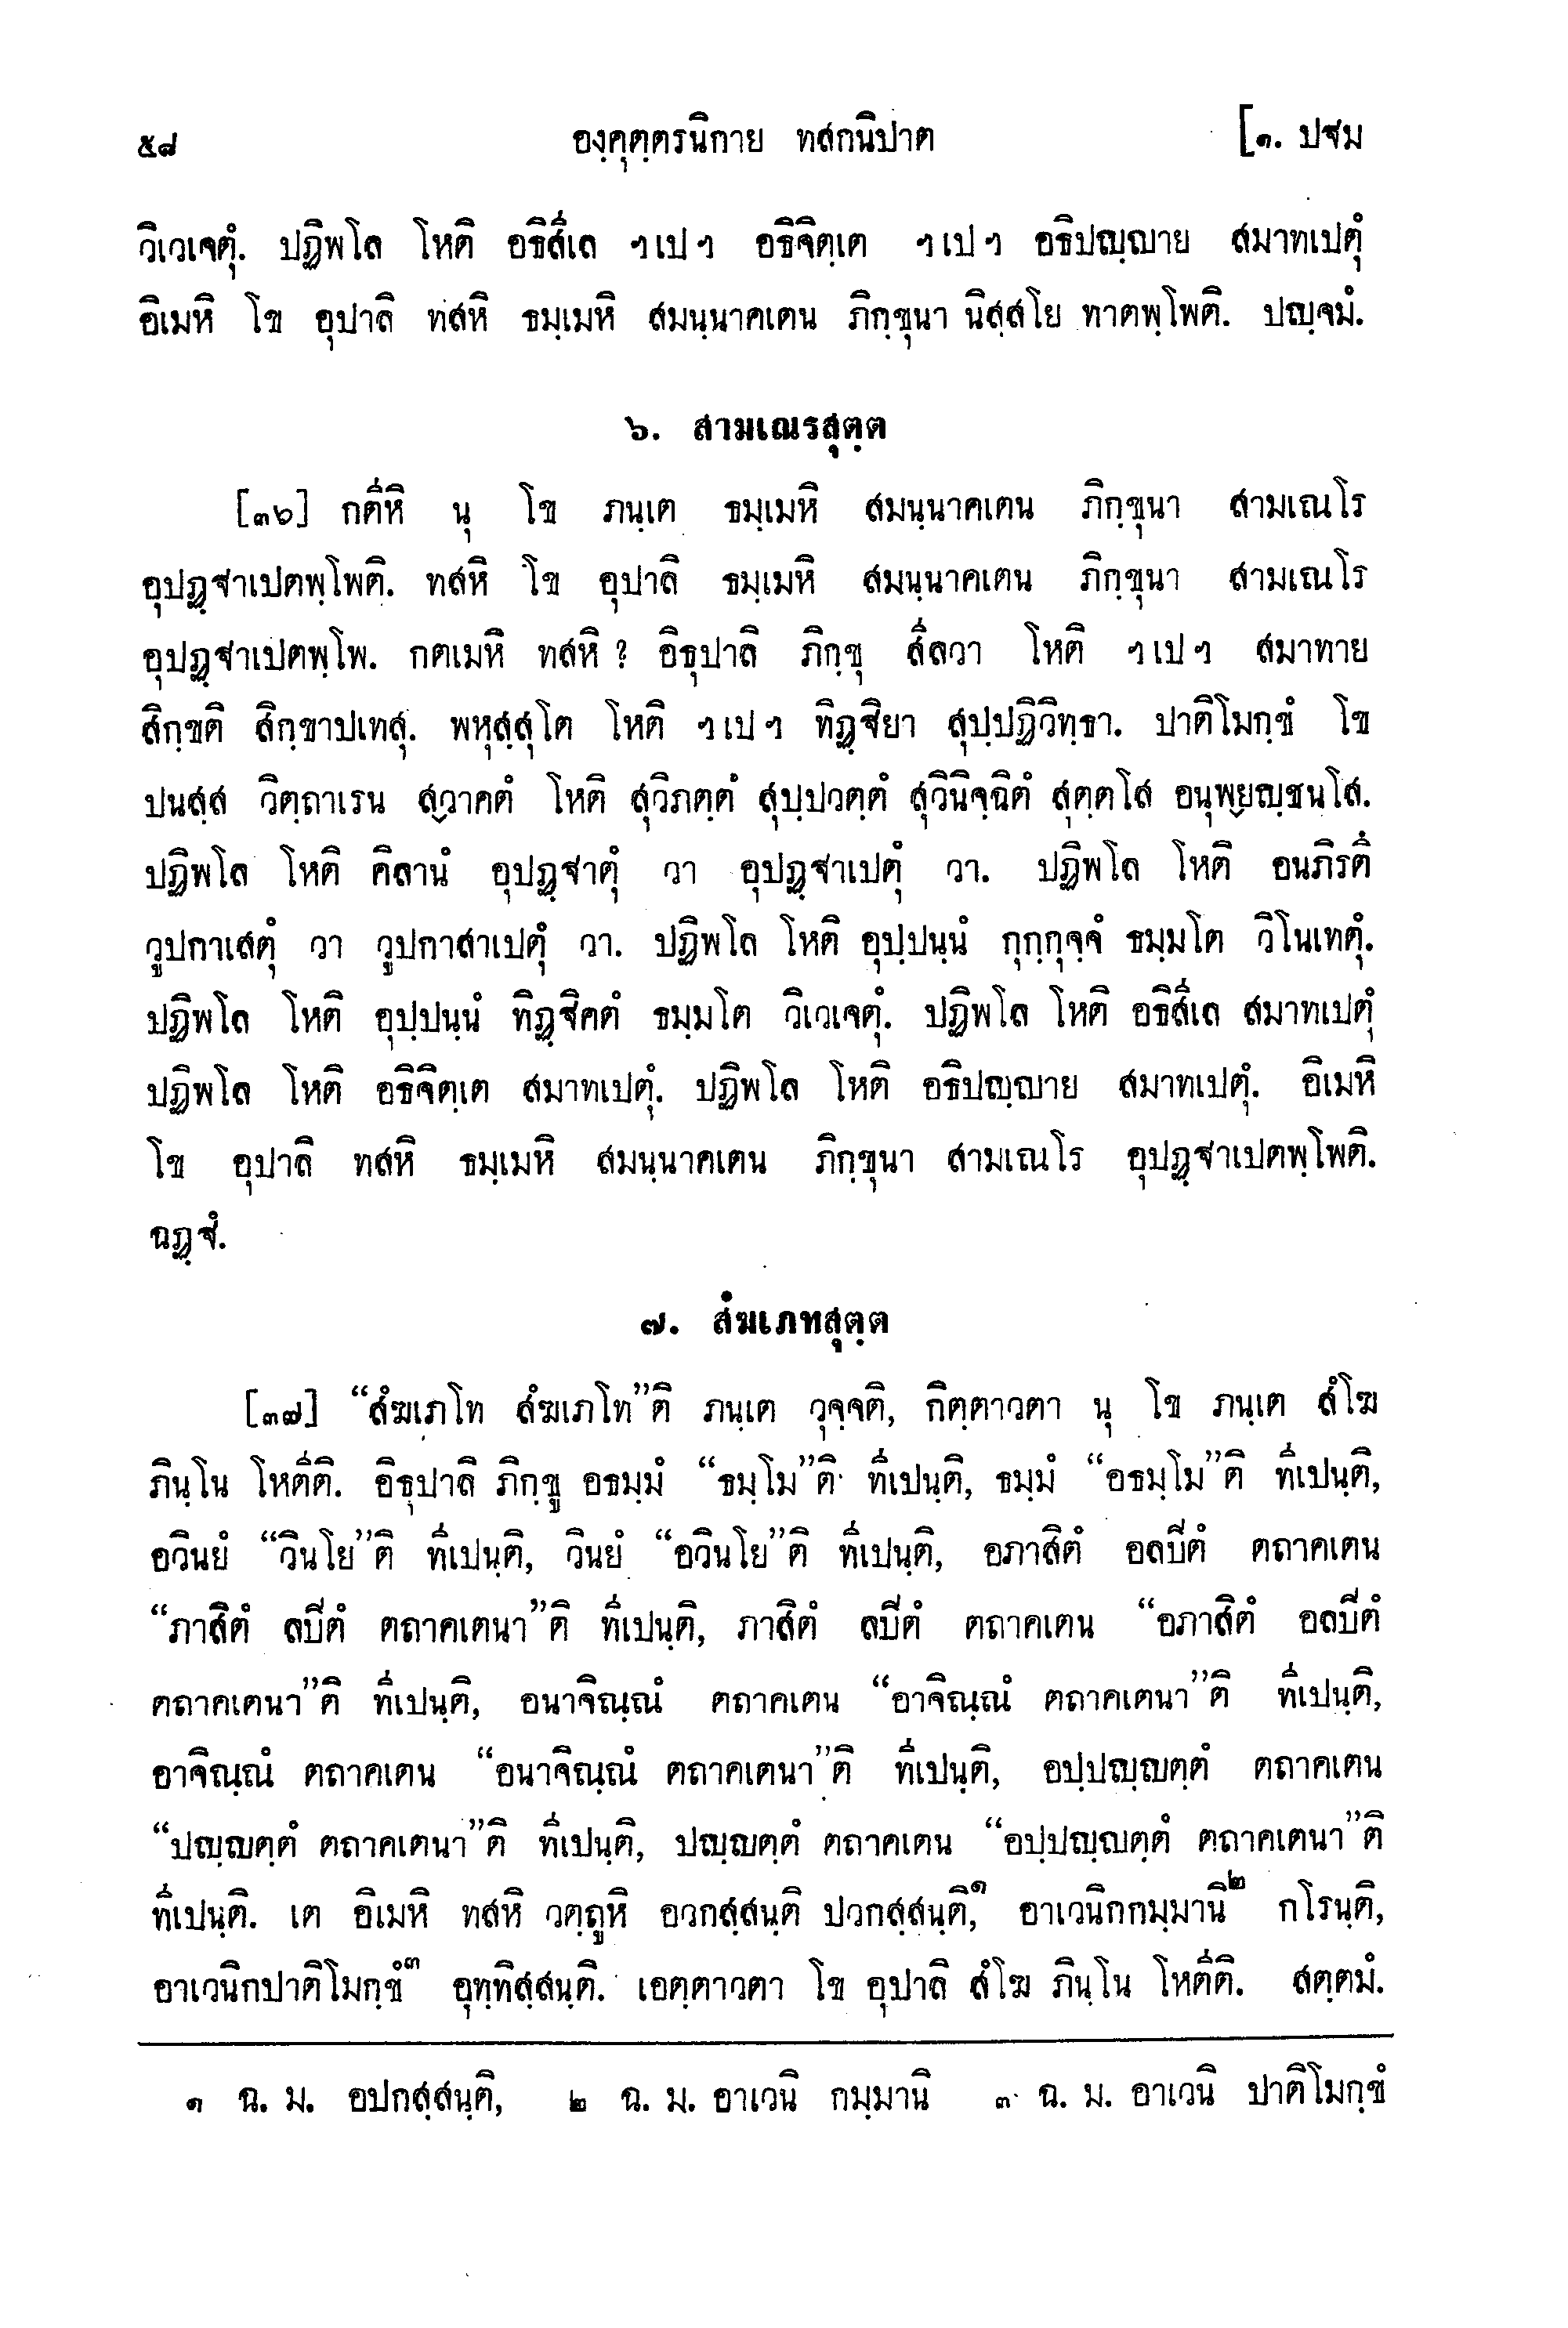 ๕๘ องฺคุตฺตรนิกาย ทสกนิปาต [๑. ปฐม
วิเวเจตุํ. ปฏิพโล โหติ อธิสีเล ฯ เป ฯ อธิจิตฺเต ฯ เป ฯ อธิปญฺญาย สมาทเปตุํ
อิเมหิ โข อุปาลิ ทสหิ ธมฺเมหิ สมนฺนาคเตน ภิกฺขุนา นิสฺสโย ทาตพฺโพติ. ปญฺจมํ.
๖. สามเณรสุตฺต
[๓๖] กตีหิ นุ โข ภนฺเต ธมฺเมหิ สมนฺนาคเตน ภิกฺขุนา สามเณโร
อุปฏฺฐาเปตพฺโพติ. ทสหิ โข อุปาลิ ธมฺเมหิ สมนฺนาคเตน ภิกฺขุนา สามเณโร
อุปฏฺฐาเปตพฺโพ. กตเมหิ ทสหิ ? อิธุปาลิ ภิกฺขุ สีลวา โหติ ฯ เป ฯ สมาทาย
สิกฺขติ สิกฺขาปเทสุ. พหุสฺสุโต โหติ ฯ เป ฯ ทิฏฺฐิยา สุปฺปฏิวิทฺธา. ปาติโมกฺขํ โข
ปนสฺส วิตฺถาเรน สฺวาคตํ โหติ สุวิภตฺตํ สุปฺปวตฺตํ สุวินิจฺฉิตํ สุตฺตโส อนุพฺยญฺชนโส.
ปฏิพโล โหติ คิลานํ อุปฏฺฐาตุํ วา อุปฏฺฐาเปตุํ วา. ปฏิพโล โหติ อนภิรตึ
วูปกาเสตุํ วา วูปกาสาเปตุํ วา. ปฏิพโล โหติ อุปฺปนฺนํ กุกฺกุจฺจํ ธมฺมโต วิโนเทตุํ.
ปฏิพโล โหติ อุปฺปนฺนํ ทิฏฺฐิคตํ ธมฺมโต วิเวเจตุํ. ปฏิพโล โหติ อธิสีเล สมาทเปตุํ
ปฏิพโล โหติ อธิจิตฺเต สมาทเปตุํ. ปฏิพโล โหติ อธิปญฺญาย สมาทเปตุํ. อิเมหิ
โข อุปาลิ ทสหิ ธมฺเมหิ สมนฺนาคเตน ภิกฺขุนา สามเณโร อุปฏฺฐาเปตพฺโพติ.
ฉฏฺฐํ.
๗. สํฆเภทสุตฺต
[๓๗] “สํฆเภโท สํฆเภโท”ติ ภนฺเต วุจฺจติ, กิตฺตาวตา นุ โข ภนฺเต สํโฆ
ภินฺโน โหตีติ. อิธุปาลิ ภิกฺขู อธมฺมํ “ธมฺโม”ติ ทีเปนฺติ, ธมฺมํ “อธมฺโม”ติ ทีเปนฺติ,
อวินยํ “วินโย”ติ ทีเปนฺติ, วินยํ “อวินโย”ติ ทีเปนฺติ, อภาสิตํ อลปิตํ ตถาคเตน
“ภาสิตํ ลปิตํ ตถาคเตนา”ติ ทีเปนฺติ, ภาสิตํ ลปิตํ ตถาคเตน “อภาสิตํ อลปิตํ
ตถาคเตนา”ติ ทีเปนฺติ, อนาจิณฺณํ ตถาคเตน “อาจิณฺณํ ตถาคเตนา”ติ ทีเปนฺติ,
อาจิณฺณํ ตถาคเตน “อนาจิณฺณํ ตถาคเตนา”ติ ทีเปนฺติ, อปฺปญฺญตฺตํ ตถาคเตน
“ปญฺญตฺตํ ตถาคเตนา”ติ ทีเปนฺติ, ปญฺญตฺตํ ตถาคเตน “อปฺปญฺญตฺตํ ตถาคเตนา”ติ
ทีเปนฺติ. เต อิเมหิ ทสหิ วตฺถูหิ อวกสฺสนฺติ ปวกสฺสนฺติ,๑ อาเวนิกกมฺมานิ๒ กโรนฺติ,
อาเวนิกปาติโมกฺขํ๓ อุทฺทิสฺสนฺติ. เอตฺตาวตา โข อุปาลิ สํโฆ ภินฺโน โหตีติ. สตฺตมํ.
๑ ฉ. ม. อปกสฺสนฺติ, ๒ ฉ. ม. อาเวนิ กมฺมานิ ๓ ฉ. ม. อาเวนิ ปาติโมกฺขํ